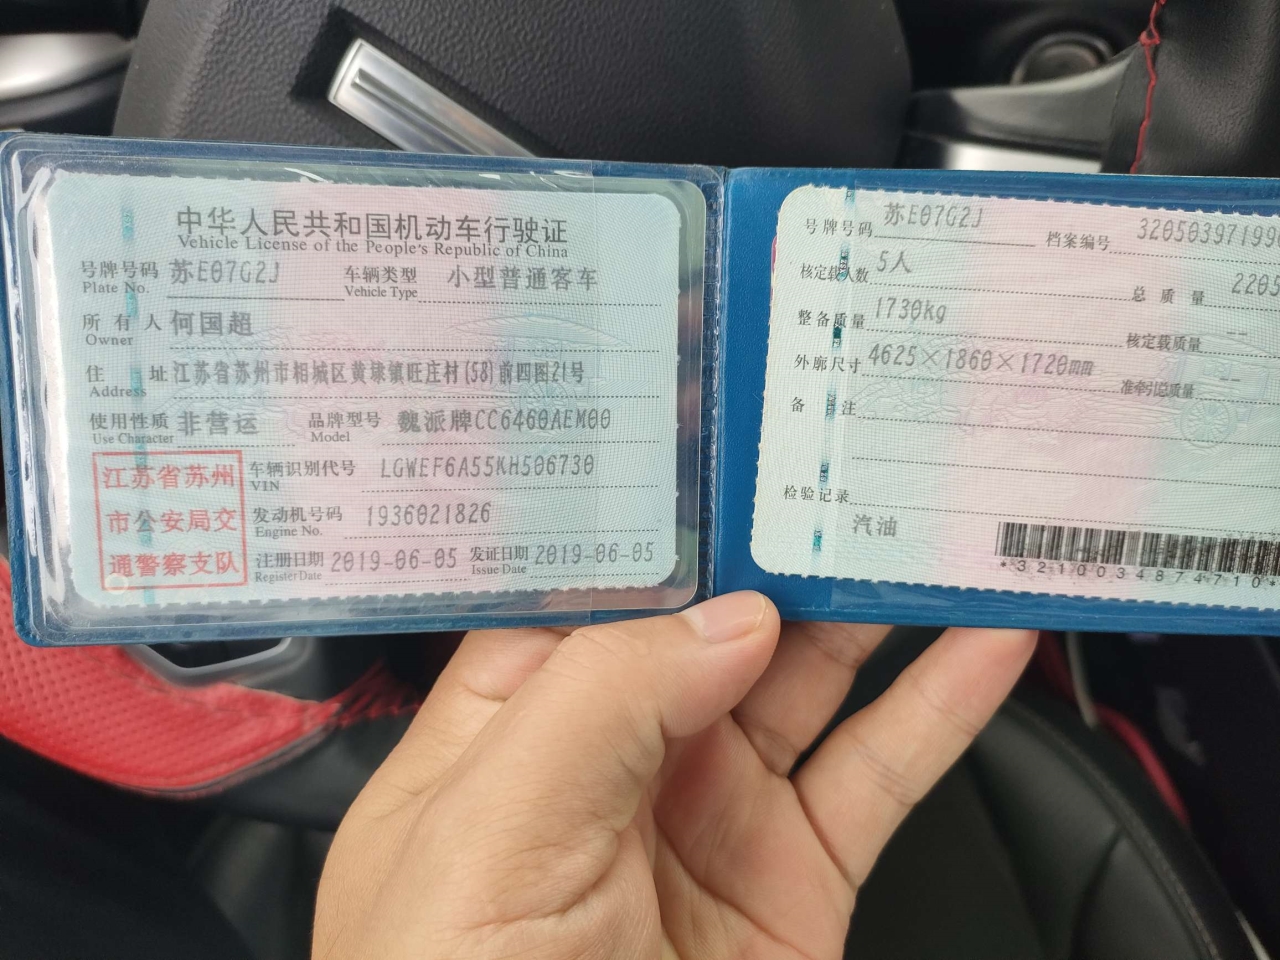 中华人民共和国机动车行驶证
Vehicle License of the People's Republic of China
号牌号码 苏E07G2J 车辆类型 小型普通客车
Plate No. Vehicle Type
所有人 何国超
Owner
住址 江苏省苏州市相城区黄埭镇旺庄村(58)前四图21号
Address
使用性质 非营运 品牌型号 魏派牌CC6460AEM00
Use Character Model
江苏省苏州
市公安局交
通警察支队
车辆识别代号 LGWEF6A55KH506730
VIN
发动机号码 1936021826
Engine No.
注册日期 2019-06-05 发证日期 2019-06-05
Register Date Issue Date
号牌号码 苏E07G2J 档案编号 320503971990
核定载人数 5人 总质量 2205
整备质量 1730kg 核定载质量 --
外廓尺寸 4625×1860×1720mm 准牵引总质量 --
备注
检验记录
汽油
*3210034874710*